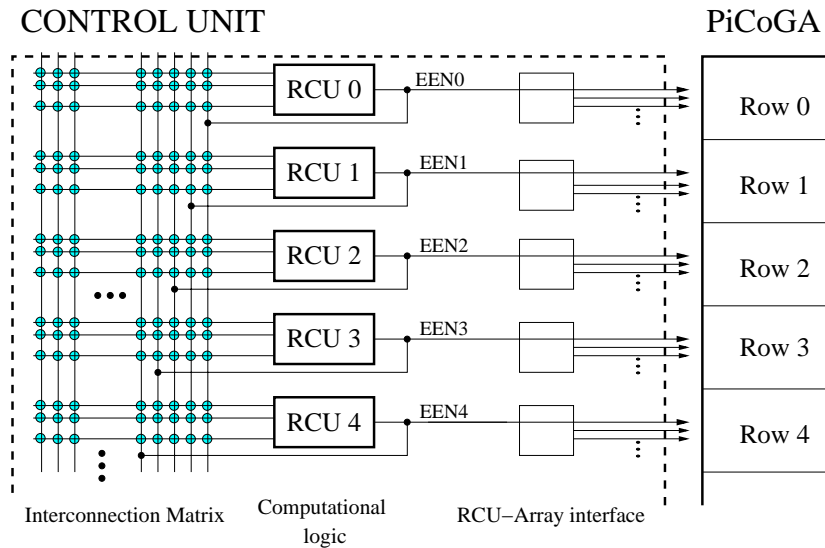 CONTROL UNIT
PiCoGA
RCU 0
EEN0
Row 0
RCU 1
EEN1
Row 1
RCU 2
EEN2
Row 2
RCU 3
EEN3
Row 3
RCU 4
EEN4
Row 4
Interconnection Matrix
Computational
logic
RCU−Array interface